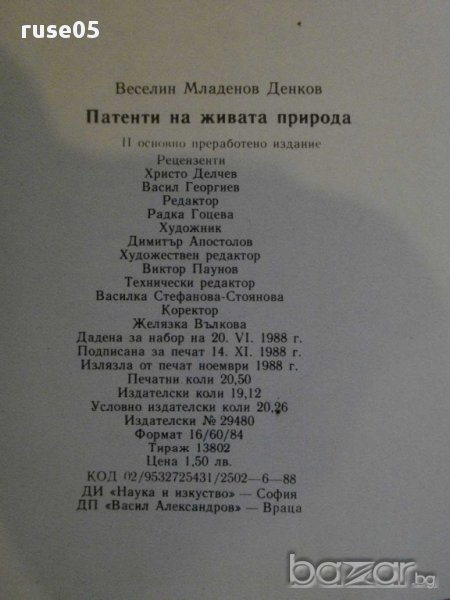 ruse05
Веселин Младенов Денков
Патенти на живата природа
II основно преработено издание
Рецензенти
Христо Делчев
Васил Георгиев
Редактор
Радка Гоцева
Художник
Димитър Апостолов
Художествен редактор
Виктор Паунов
Технически редактор
Василка Стефанова-Стоянова
Коректор
Желязка Вълкова
Дадена за набор на 20. VI. 1988 г.
Подписана за печат 14. XI. 1988 г.
Излязла от печат ноември 1988 г.
Печатни коли 20,50
Издателски коли 19,12
Условно издателски коли 20,26
Издателски № 29480
Формат 16/60/84
Тираж 13802
Цена 1,50 лв.
КОД 02/9532725431/2502—6—88
ДИ «Наука и изкуство» — София
ДП «Васил Александров» — Враца
bazar.bg